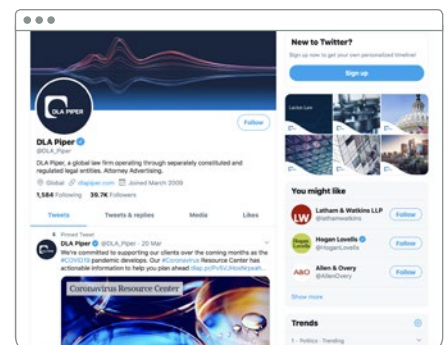 DLA PIPER
Follow
DLA Piper
@DLA_Piper
DLA Piper, a global law firm operating through separately constituted and
regulated legal entities. Attorney Advertising.
Global dlapiper.com Joined March 2009
1,584 Following 39.7K Followers
Tweets Tweets & replies Media Likes
Pinned Tweet
DLA Piper @DLA_Piper · 20 Mar
We're committed to supporting our clients over the coming months as the
#COVID19 pandemic develops. Our #Coronavirus Resource Center has
actionable information to help you plan ahead
Coronavirus Resource Center
New to Twitter?
Sign up now to get your own personalized timeline!
Sign up
You might like
LW
Latham & Watkins LLP
@lathamwatkins
Follow
Hogan Lovells
@HoganLovells
Follow
A&O
Allen & Overy
@AllenOvery
Follow
Show more
Trends
1 · Politics · Trending